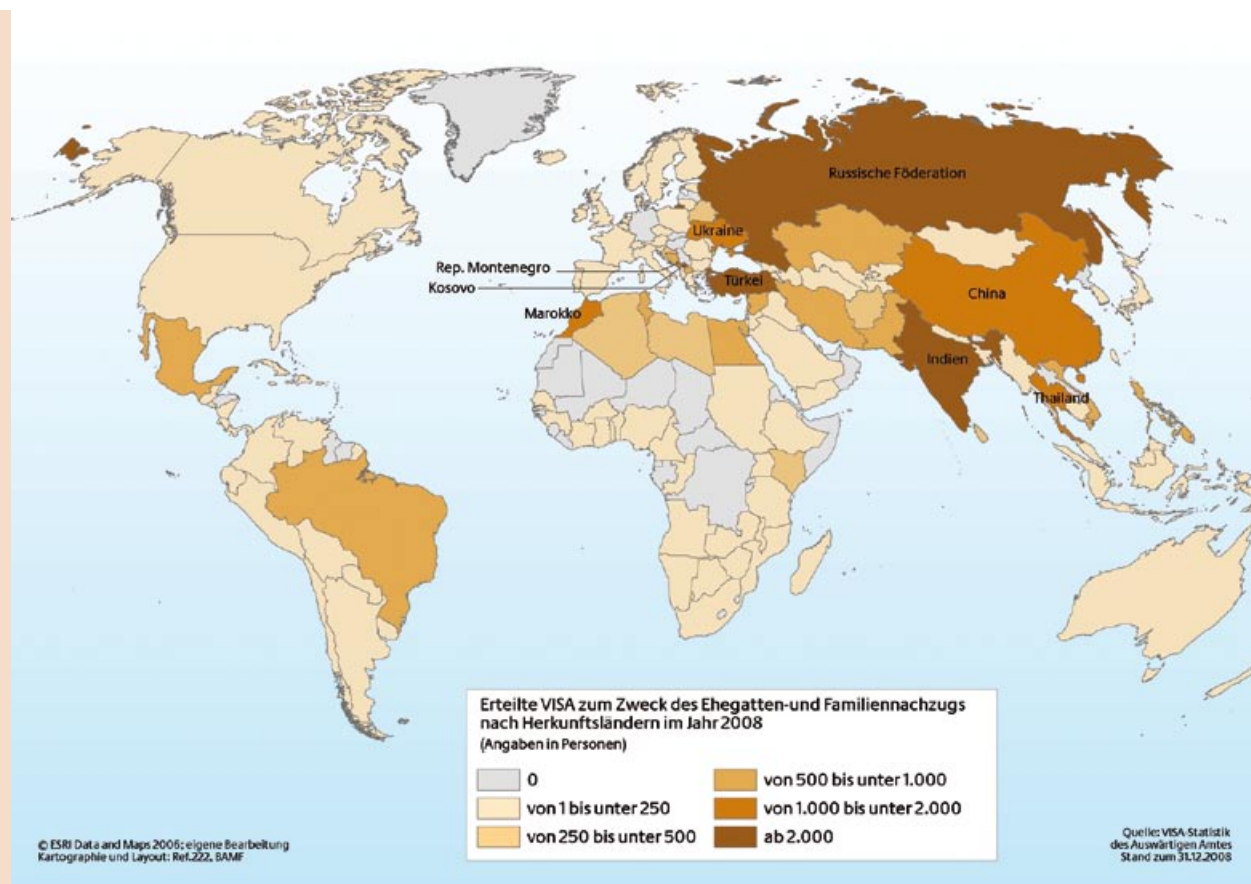 Russische Föderation
Ukraine
Rep. Montenegro
Kosovo
Türkei
China
Marokko
Indien
Thailand
Erteilte VISA zum Zweck des Ehegatten-und Familiennachzugs
nach Herkunftsländern im Jahr 2008
(Angaben in Personen)
0
von 500 bis unter 1.000
von 1 bis unter 250
von 1.000 bis unter 2.000
von 250 bis unter 500
ab 2.000
© ESRI Data and Maps 2006; eigene Bearbeitung
Kartographie und Layout: Ref.222, BAMF
Quelle: VISA-Statistik
des Auswärtigen Amtes
Stand zum 31.12.2008